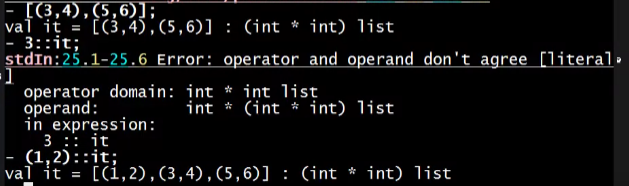 - [(3,4),(5,6)];
val it = [(3,4),(5,6)] : (int * int) list
- 3::it;
stdIn:25.1-25.6 Error: operator and operand don't agree [literal
]
  operator domain: int * int list
  operand:         int * (int * int) list
  in expression:
    3 :: it
- (1,2)::it;
val it = [(1,2),(3,4),(5,6)] : (int * int) list